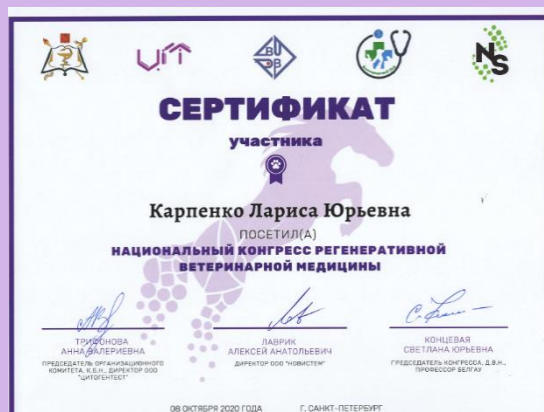 СЕРТИФИКАТ
участника
Карпенко Лариса Юрьевна
ПОСЕТИЛ(А)
НАЦИОНАЛЬНЫЙ КОНГРЕСС РЕГЕНЕРАТИВНОЙ
ВЕТЕРИНАРНОЙ МЕДИЦИНЫ
ТРИФОНОВА
АННА ВАЛЕРИЕВНА
ПРЕДСЕДАТЕЛЬ ОРГАНИЗАЦИОННОГО
КОМИТЕТА, К.Б.Н., ДИРЕКТОР ООО
"ЦИТОГЕНТЕСТ"
ЛАВРИК
АЛЕКСЕЙ АНАТОЛЬЕВИЧ
ДИРЕКТОР ООО "НОВИСТЕМ"
КОНЦЕВАЯ
СВЕТЛАНА ЮРЬЕВНА
ПРЕДСЕДАТЕЛЬ КОНГРЕССА, Д.В.Н.,
ПРОФЕССОР БЕЛГАУ
08 ОКТЯБРЯ 2020 ГОДА Г. САНКТ-ПЕТЕРБУРГ